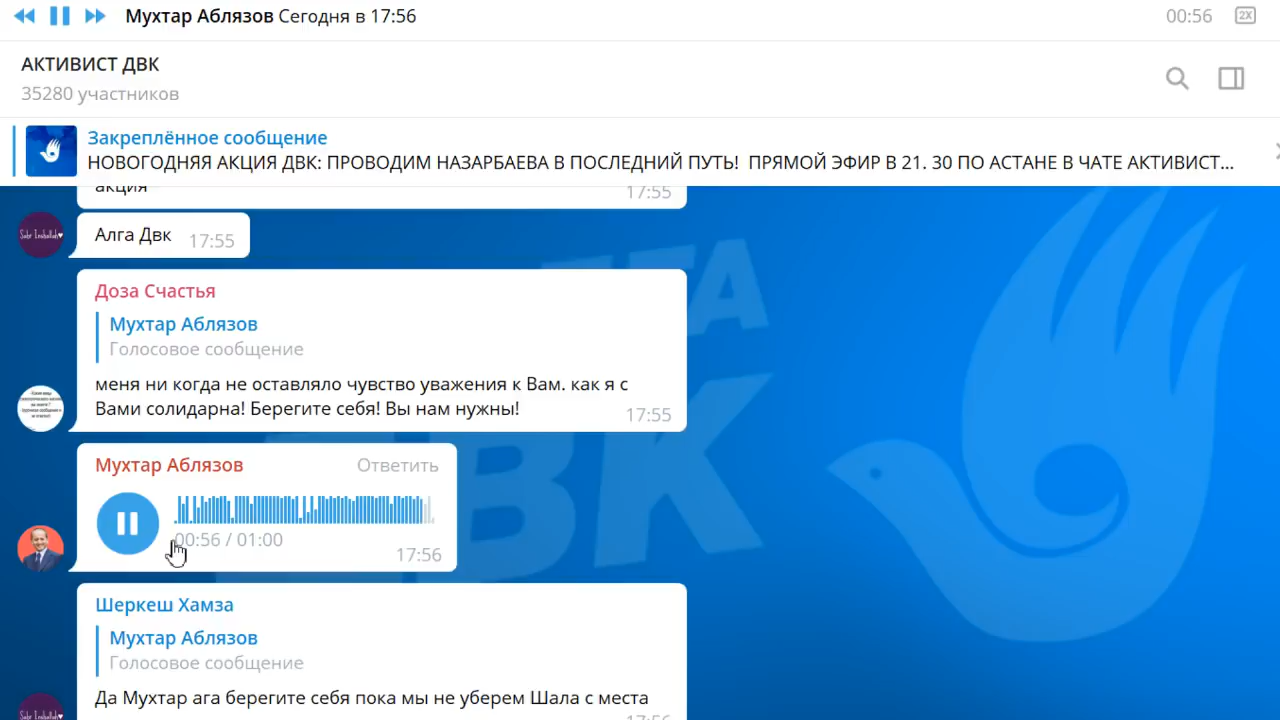 Мухтар Аблязов Сегодня в 17:56
00:56
2X
АКТИВИСТ ДВК
35280 участников
Закреплённое сообщение
НОВОГОДНЯЯ АКЦИЯ ДВК: ПРОВОДИМ НАЗАРБАЕВА В ПОСЛЕДНИЙ ПУТЬ! ПРЯМОЙ ЭФИР В 21. 30 ПО АСТАНЕ В ЧАТЕ АКТИВИСТ...
акция
17:55
Алга Двк
17:55
Доза Счастья
Мухтар Аблязов
Голосовое сообщение
меня ни когда не оставляло чувство уважения к Вам. как я с
Вами солидарна! Берегите себя! Вы нам нужны!
17:55
Мухтар Аблязов
Ответить
00:56 / 01:00
17:56
Шеркеш Хамза
Мухтар Аблязов
Голосовое сообщение
Да Мухтар ага берегите себя пока мы не уберем Шала с места
17:56
ДВК